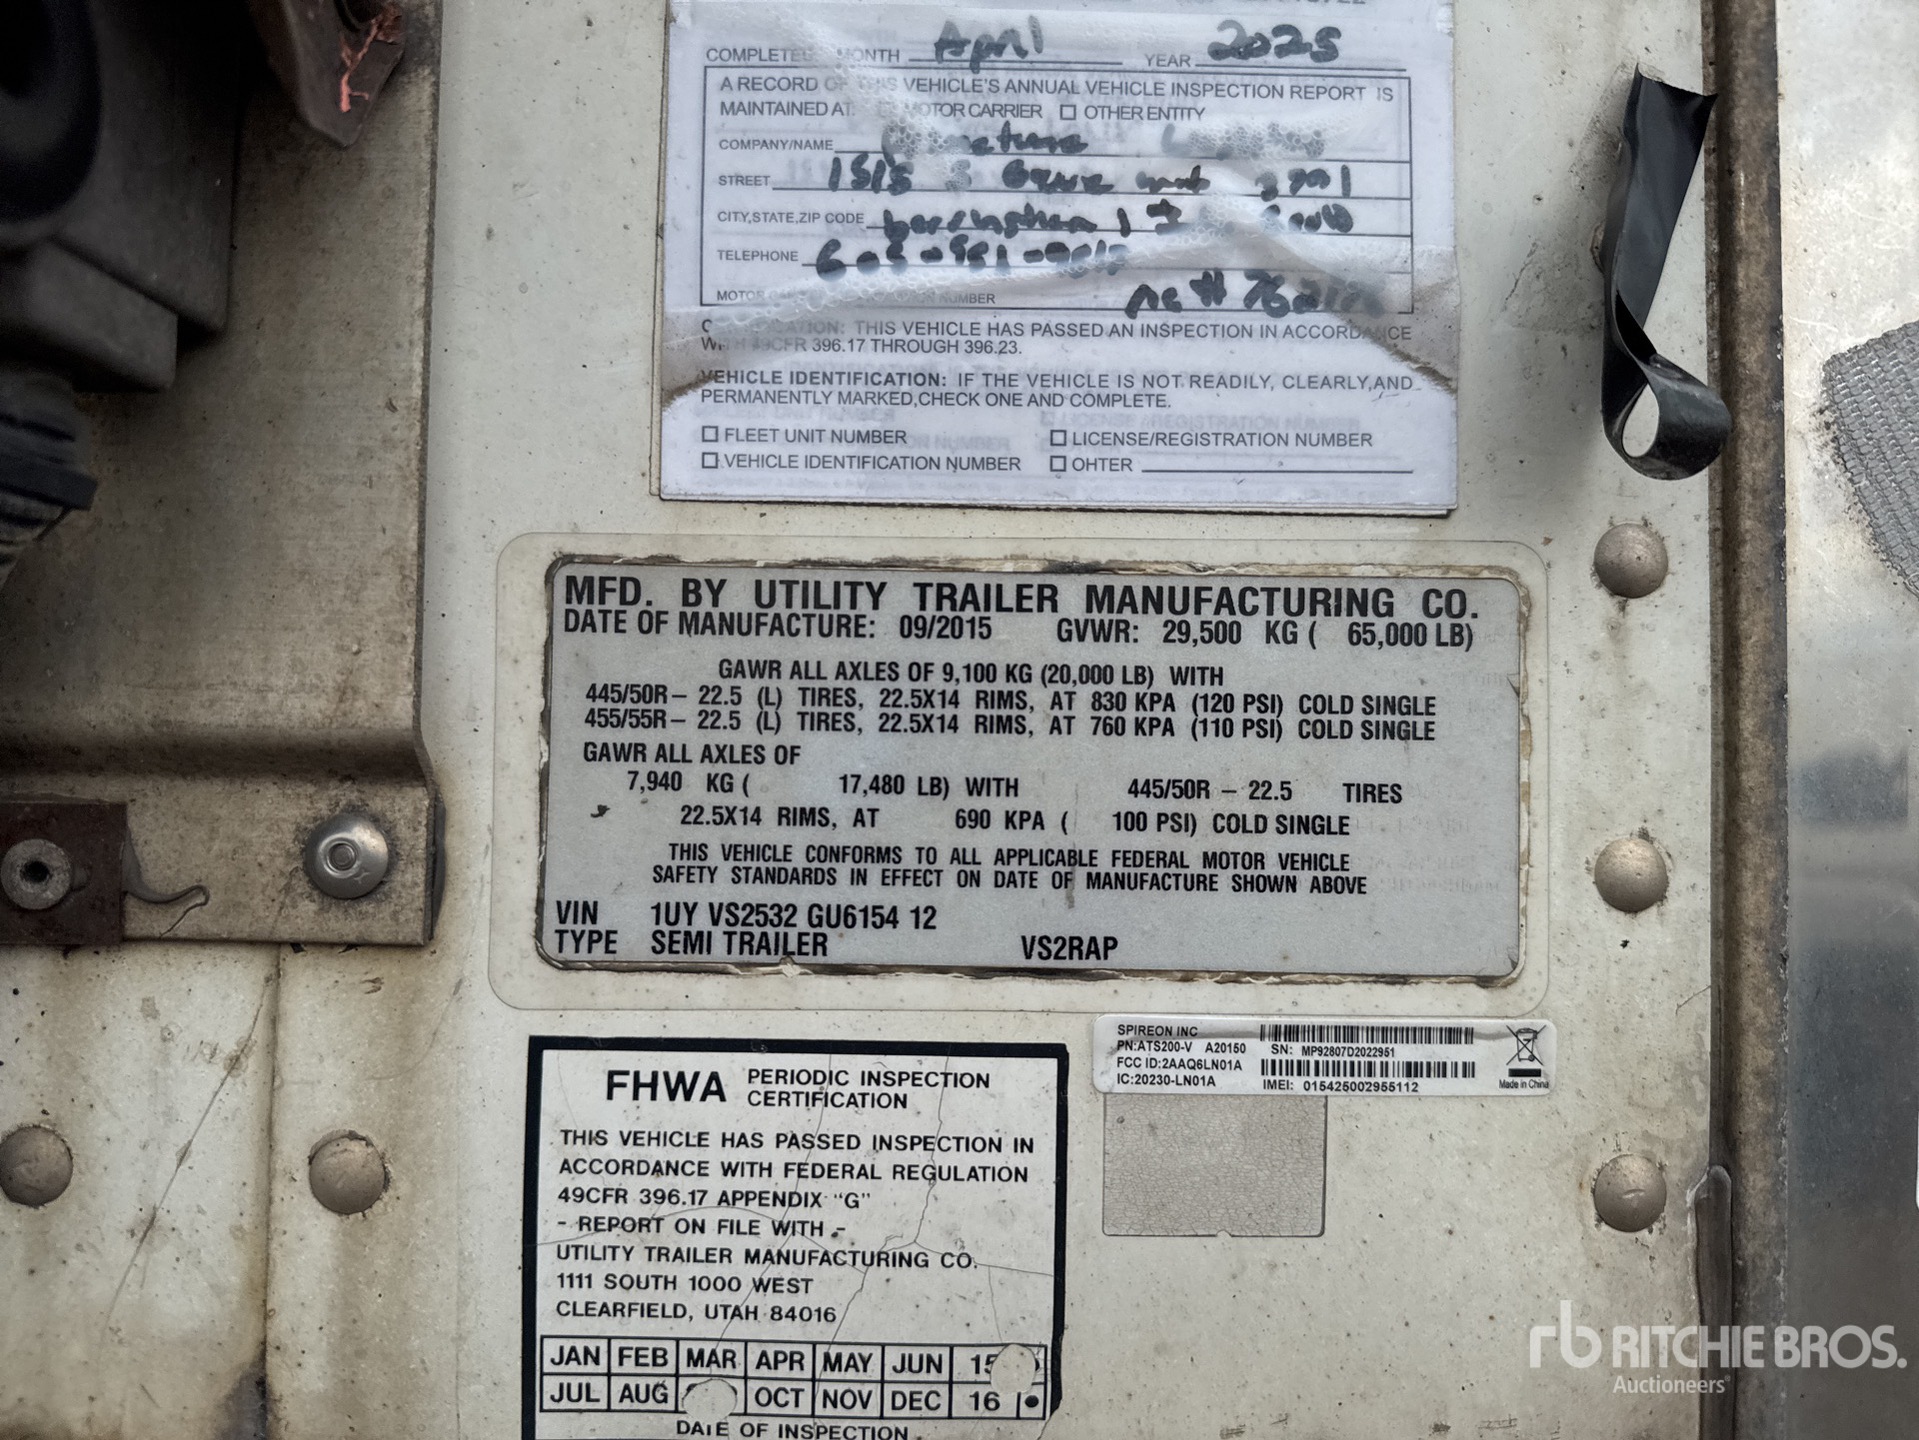 COMPLETED MONTH April YEAR 2025
A RECORD OF THIS VEHICLE'S ANNUAL VEHICLE INSPECTION REPORT IS
MAINTAINED AT: MOTOR CARRIER ☐ OTHER ENTITY
COMPANY/NAME
STREET 1515 S
CITY,STATE,ZIP CODE
TELEPHONE 605-951-
MOTOR NUMBER
CERTIFICATION: THIS VEHICLE HAS PASSED AN INSPECTION IN ACCORDANCE
WITH 49CFR 396.17 THROUGH 396.23.
VEHICLE IDENTIFICATION: IF THE VEHICLE IS NOT READILY, CLEARLY,AND
PERMANENTLY MARKED,CHECK ONE AND COMPLETE.
☐ FLEET UNIT NUMBER ☐ LICENSE/REGISTRATION NUMBER
☐ VEHICLE IDENTIFICATION NUMBER ☐ OHTER
MFD. BY UTILITY TRAILER MANUFACTURING CO.
DATE OF MANUFACTURE: 09/2015 GVWR: 29,500 KG ( 65,000 LB)
GAWR ALL AXLES OF 9,100 KG (20,000 LB) WITH
445/50R – 22.5 (L) TIRES, 22.5X14 RIMS, AT 830 KPA (120 PSI) COLD SINGLE
455/55R – 22.5 (L) TIRES, 22.5X14 RIMS, AT 760 KPA (110 PSI) COLD SINGLE
GAWR ALL AXLES OF
7,940 KG ( 17,480 LB) WITH 445/50R – 22.5 TIRES
22.5X14 RIMS, AT 690 KPA ( 100 PSI) COLD SINGLE
THIS VEHICLE CONFORMS TO ALL APPLICABLE FEDERAL MOTOR VEHICLE
SAFETY STANDARDS IN EFFECT ON DATE OF MANUFACTURE SHOWN ABOVE
VIN 1UY VS2532 GU6154 12
TYPE SEMI TRAILER VS2RAP
SPIREON INC
PN:ATS200-V A20150 SN: MP92807D2022951
FCC ID:2AAQ6LN01A
IC:20230-LN01A IMEI: 015425002955112
Made in China
FHWA PERIODIC INSPECTION
CERTIFICATION
THIS VEHICLE HAS PASSED INSPECTION IN
ACCORDANCE WITH FEDERAL REGULATION
49CFR 396.17 APPENDIX "G"
- REPORT ON FILE WITH -
UTILITY TRAILER MANUFACTURING CO.
1111 SOUTH 1000 WEST
CLEARFIELD, UTAH 84016
JAN FEB MAR APR MAY JUN 15
JUL AUG OCT NOV DEC 16
DATE OF INSPECTION
rb RITCHIE BROS.
Auctioneers